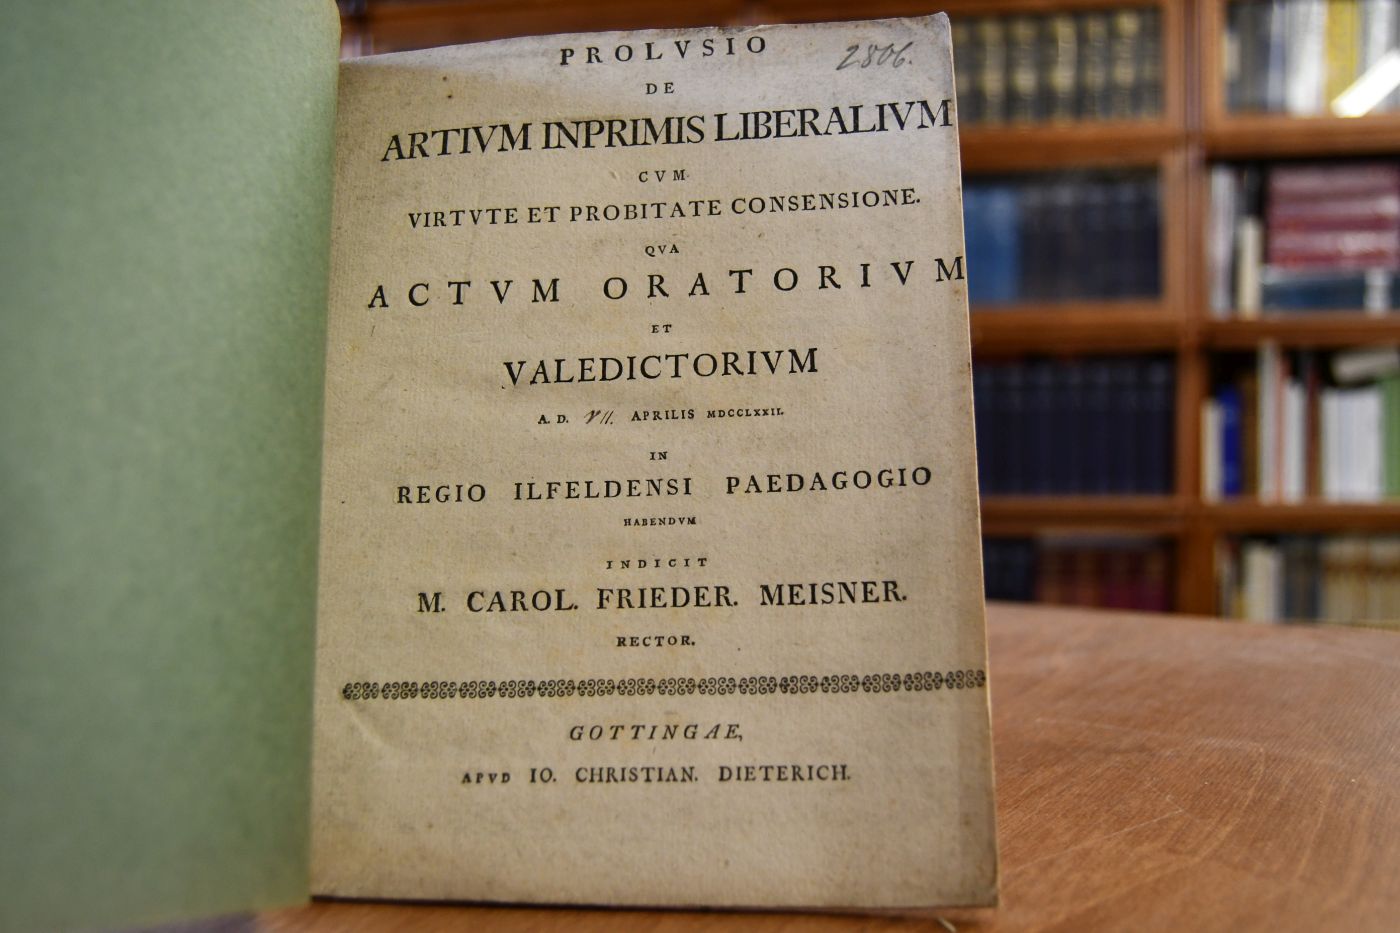 PROLVSIO
2806.
DE
ARTIVM INPRIMIS LIBERALIVM
CVM
VIRTVTE ET PROBITATE CONSENSIONE.
QVA
ACTVM ORATORIVM
ET
VALEDICTORIVM
A. D. VII. APRILIS MDCCLXXII.
IN
REGIO ILFELDENSI PAEDAGOGIO
HABENDVM
INDICIT
M. CAROL. FRIEDER. MEISNER.
RECTOR.
GOTTINGAE,
APVD IO. CHRISTIAN. DIETERICH.